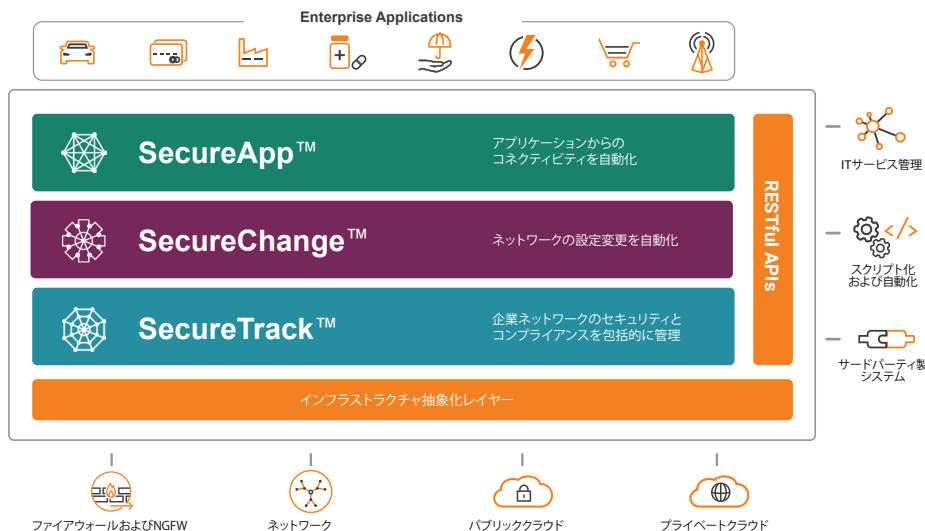 Enterprise Applications
SecureApp™
アプリケーションからの
コネクティビティを自動化
SecureChange™
ネットワークの設定変更を自動化
SecureTrack™
企業ネットワークのセキュリティと
コンプライアンスを包括的に管理
RESTful APIs
インフラストラクチャ抽象化レイヤー
ITサービス管理
スクリプト化
および自動化
サードパーティ製
システム
ファイアウォールおよびNGFW
ネットワーク
パブリッククラウド
プライベートクラウド